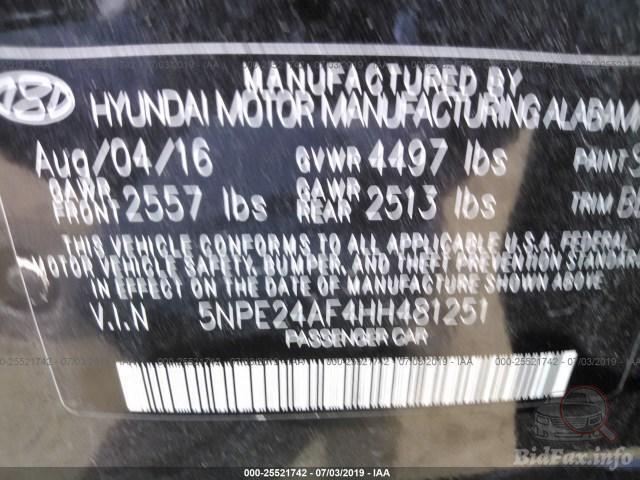 MANUFACTURED BY
HYUNDAI MOTOR MANUFACTURING ALABAMA
Aug/04/16 GVWR 4497 lbs PAINT
GAWR FRONT 2557 lbs GAWR REAR 2513 lbs TRIM
THIS VEHICLE CONFORMS TO ALL APPLICABLE U.S.A. FEDERAL
MOTOR VEHICLE SAFETY, BUMPER, AND THEFT PREVENTION STANDARD
IN EFFECT ON THE DATE OF MANUFACTURE SHOWN ABOVE.
V.I.N 5NPE24AF4HH481251
PASSENGER CAR
000-25521742 / 07/03/2019 - IAA
BidFax.info